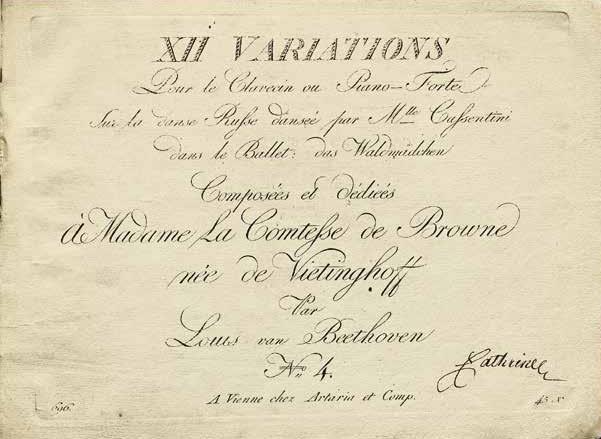 XII VARIATIONS
Pour le Clavecin ou Piano-Forte
Sur la danse Russe dansée par Mlle Cassentini
dans le Ballet: das Waldmädchen
Composées et dédiées
á Madame La Comtesse de Browne
née de Vietinghoff
Par
Louis van Beethoven
No 4.
Cathrine
A Vienne chez Artaria et Comp.
696.
45.x